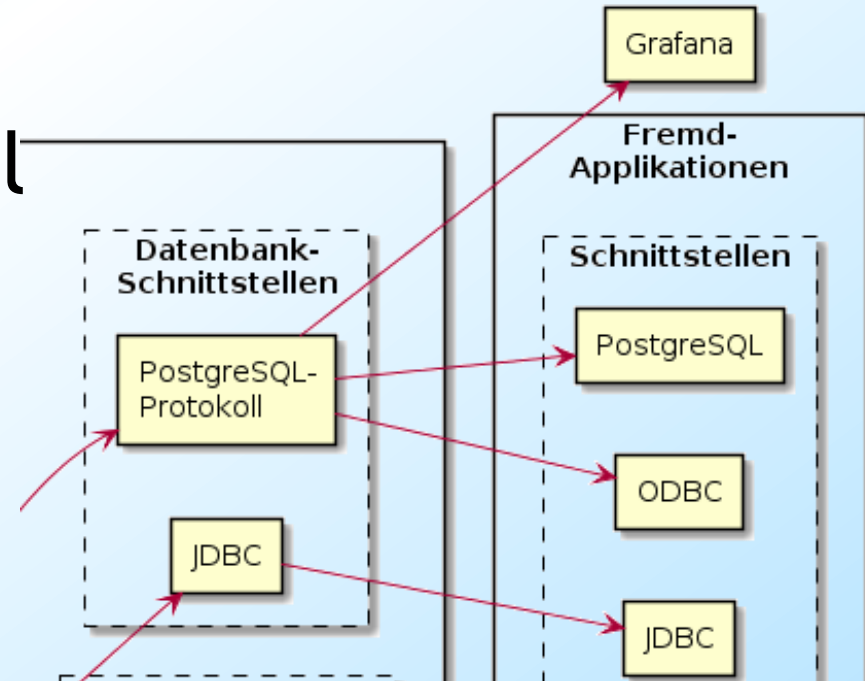 Grafana
Fremd-
Applikationen
Datenbank-
Schnittstellen
Schnittstellen
PostgreSQL-
Protokoll
PostgreSQL
ODBC
JDBC
JDBC